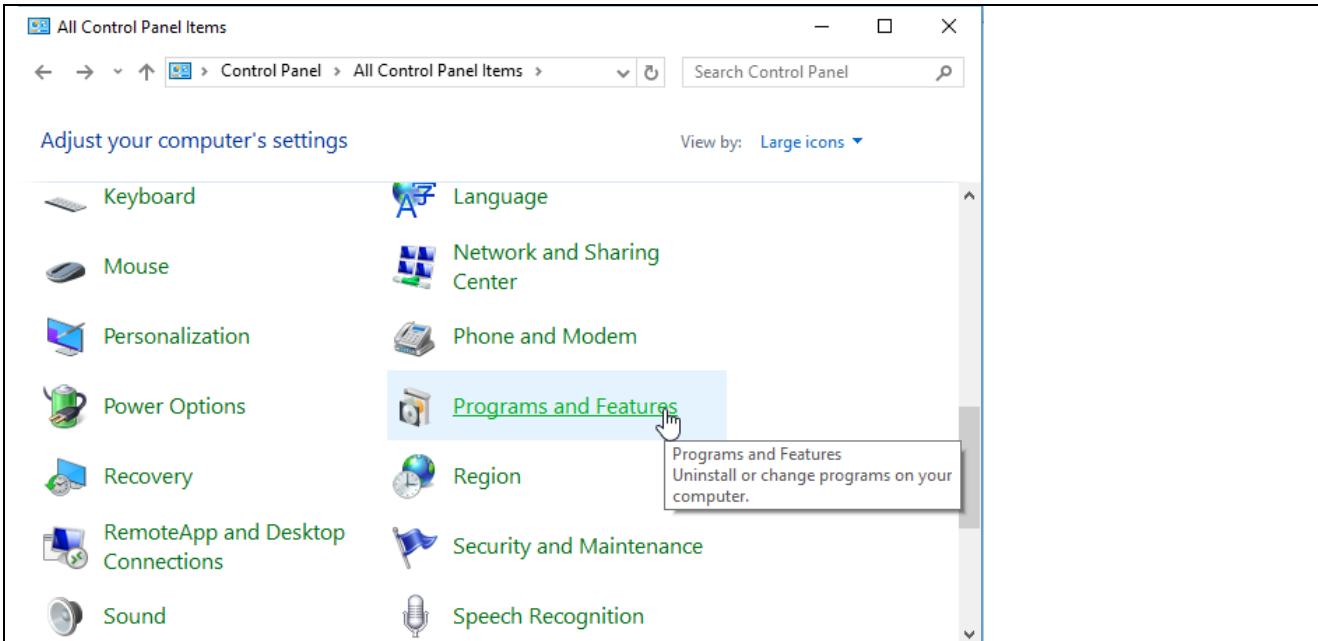 All Control Panel Items
Control Panel > All Control Panel Items >
Search Control Panel
Adjust your computer's settings
View by: Large icons
Keyboard
Language
Mouse
Network and Sharing
Center
Personalization
Phone and Modem
Power Options
Programs and Features
Programs and Features
Uninstall or change programs on your
computer.
Recovery
Region
RemoteApp and Desktop
Connections
Security and Maintenance
Sound
Speech Recognition